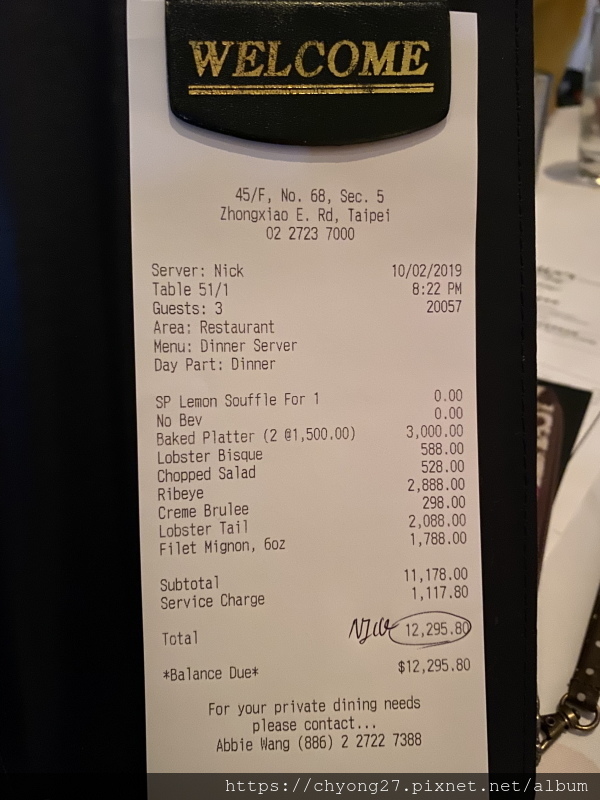 WELCOME
45/F, No. 68, Sec. 5
Zhongxiao E. Rd, Taipei
02 2723 7000
Server: Nick 10/02/2019
Table 51/1 8:22 PM
Guests: 3 20057
Area: Restaurant
Menu: Dinner Server
Day Part: Dinner
SP Lemon Souffle For 1 0.00
No Bev 0.00
Baked Platter (2 @1,500.00) 3,000.00
Lobster Bisque 588.00
Chopped Salad 528.00
Ribeye 2,888.00
Creme Brulee 298.00
Lobster Tail 2,088.00
Filet Mignon, 6oz 1,788.00
Subtotal 11,178.00
Service Charge 1,117.80
Total 12,295.80
*Balance Due* $12,295.80
For your private dining needs
please contact...
Abbie Wang (886) 2 2722 7388
https://chyong27.pixnet.net/album